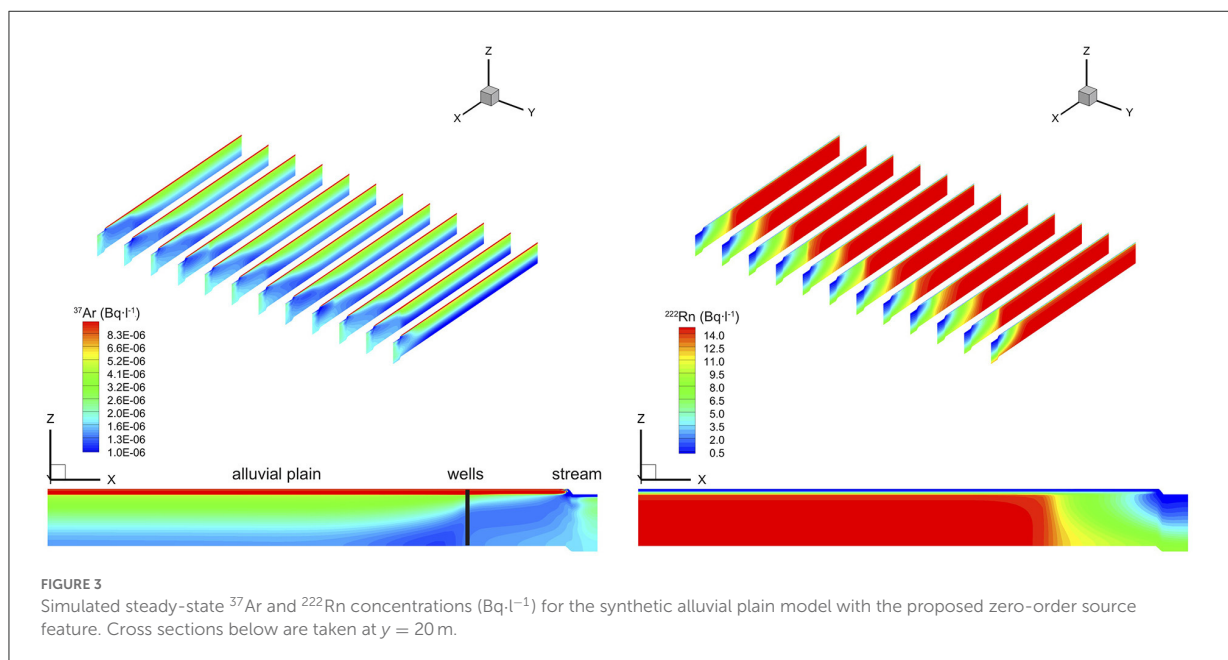 Z
X
Y
Z
X
Y
³⁷Ar (Bq·l⁻¹)
8.3E-06
6.6E-06
5.2E-06
4.1E-06
3.2E-06
2.6E-06
2.0E-06
1.6E-06
1.3E-06
1.0E-06
²²²Rn (Bq·l⁻¹)
14.0
12.5
11.0
9.5
8.0
6.5
5.0
3.5
2.0
0.5
Z
Y
X
alluvial plain
wells
stream
Z
Y
X
FIGURE 3
Simulated steady-state ³⁷Ar and ²²²Rn concentrations (Bq·l⁻¹) for the synthetic alluvial plain model with the proposed zero-order source
feature. Cross sections below are taken at y = 20 m.